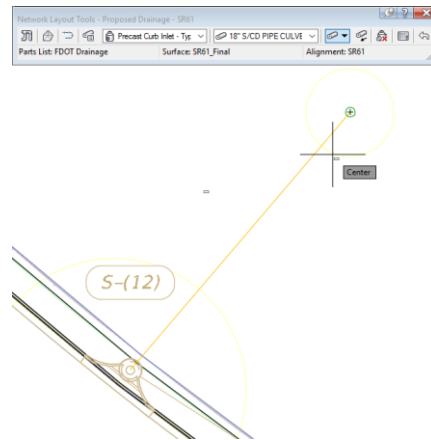 Network Layout Tools - Proposed Drainage - SR61
Precast Curb Inlet - Typ 18" S/CD PIPE CULVE
Parts List: FDOT Drainage Surface: SR61_Final Alignment: SR61
Center
S-(12)